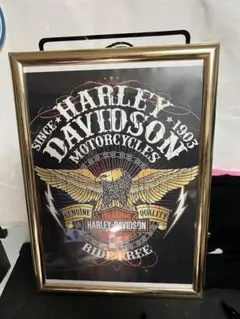 HARLEY
DAVIDSON
SINCE 1903
MOTORCYCLES
GENUINE QUALITY
HARLEY-DAVIDSON
RIDE FREE